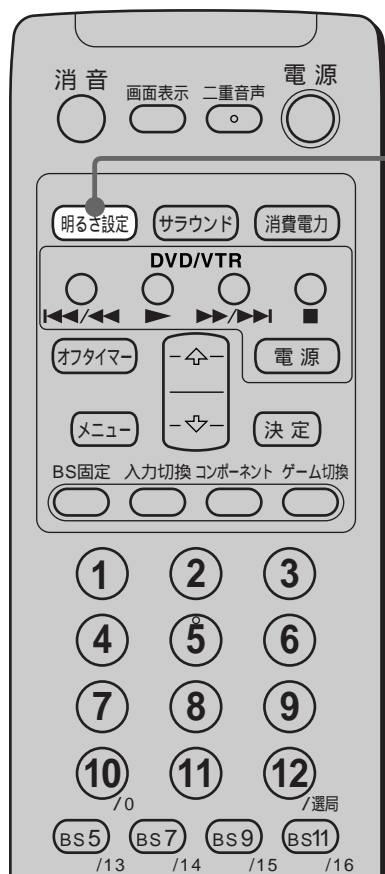 消音 画面表示 二重音声 電源
明るさ設定 サラウンド 消費電力
DVD/VTR
オフタイマー 電源
メニュー 決定
BS固定 入力切換 コンポーネント ゲーム切換
1 2 3
4 5 6
7 8 9
10/0 11 12/選局
BS5/13 BS7/14 BS9/15 BS11/16